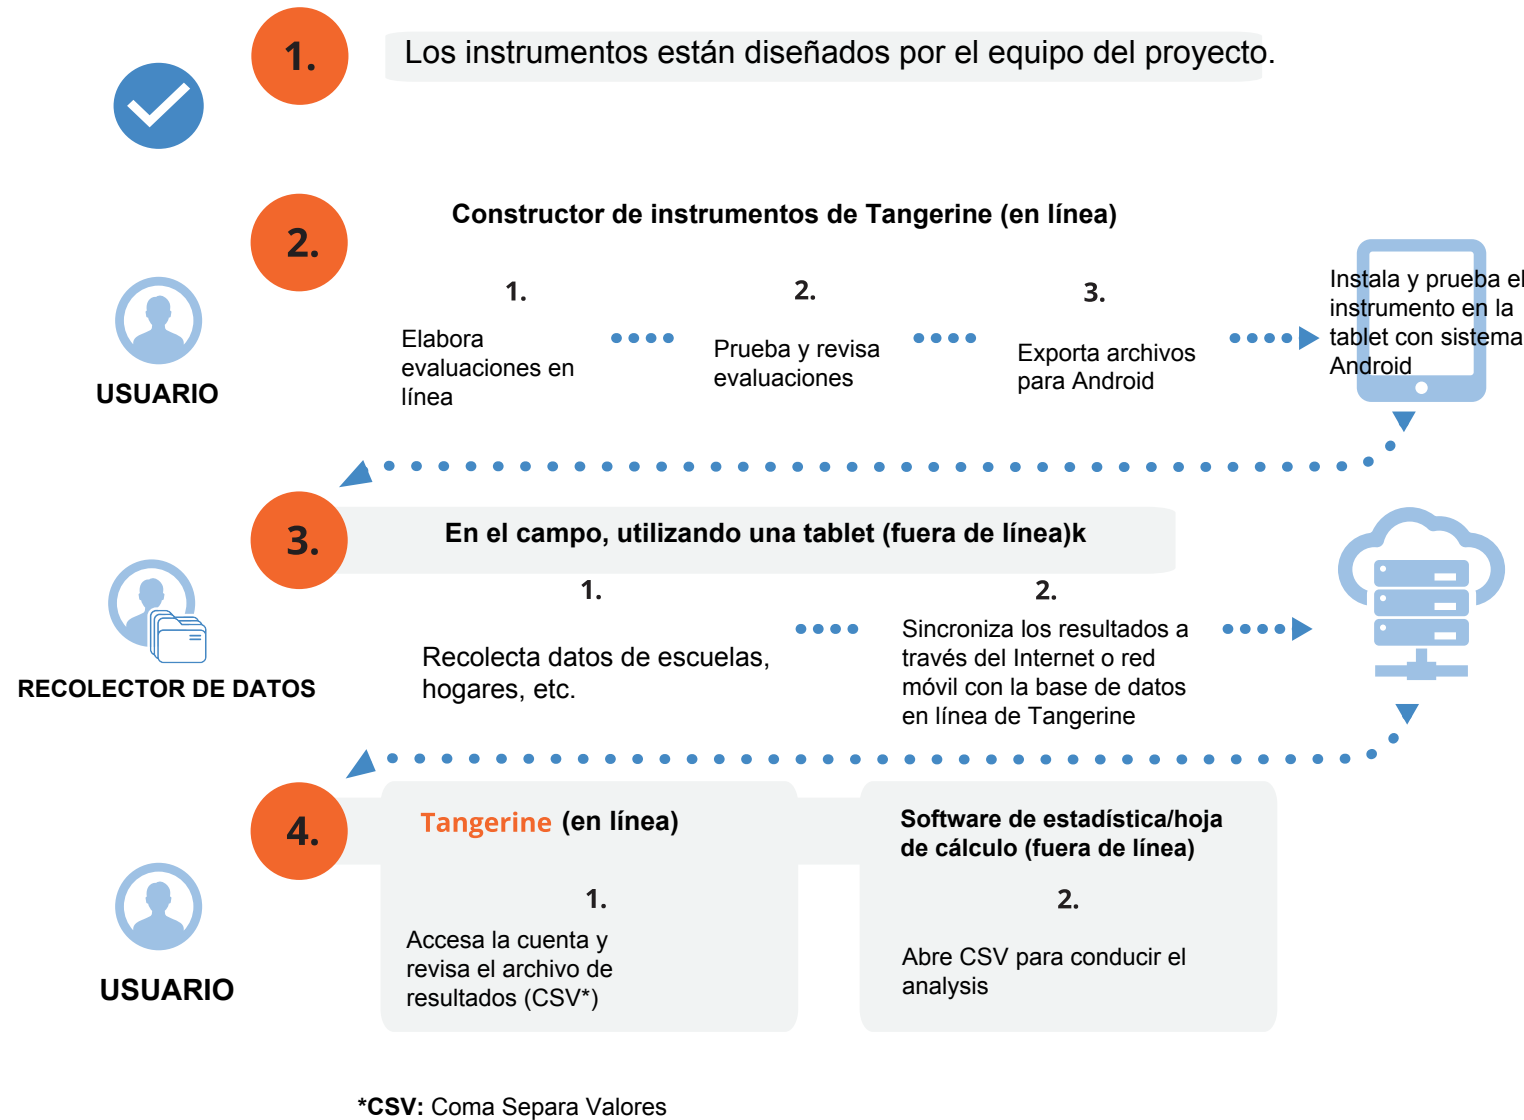 1.
Los instrumentos están diseñados por el equipo del proyecto.
2.
Constructor de instrumentos de Tangerine (en línea)
USUARIO
1.
Elabora
evaluaciones en
línea
2.
Prueba y revisa
evaluaciones
3.
Exporta archivos
para Android
Instala y prueba el
instrumento en la
tablet con sistema
Android
3.
En el campo, utilizando una tablet (fuera de línea)k
RECOLECTOR DE DATOS
1.
Recolecta datos de escuelas,
hogares, etc.
2.
Sincroniza los resultados a
través del Internet o red
móvil con la base de datos
en línea de Tangerine
4.
USUARIO
Tangerine (en línea)
1.
Accesa la cuenta y
revisa el archivo de
resultados (CSV*)
Software de estadística/hoja
de cálculo (fuera de línea)
2.
Abre CSV para conducir el
analysis
*CSV: Coma Separa Valores